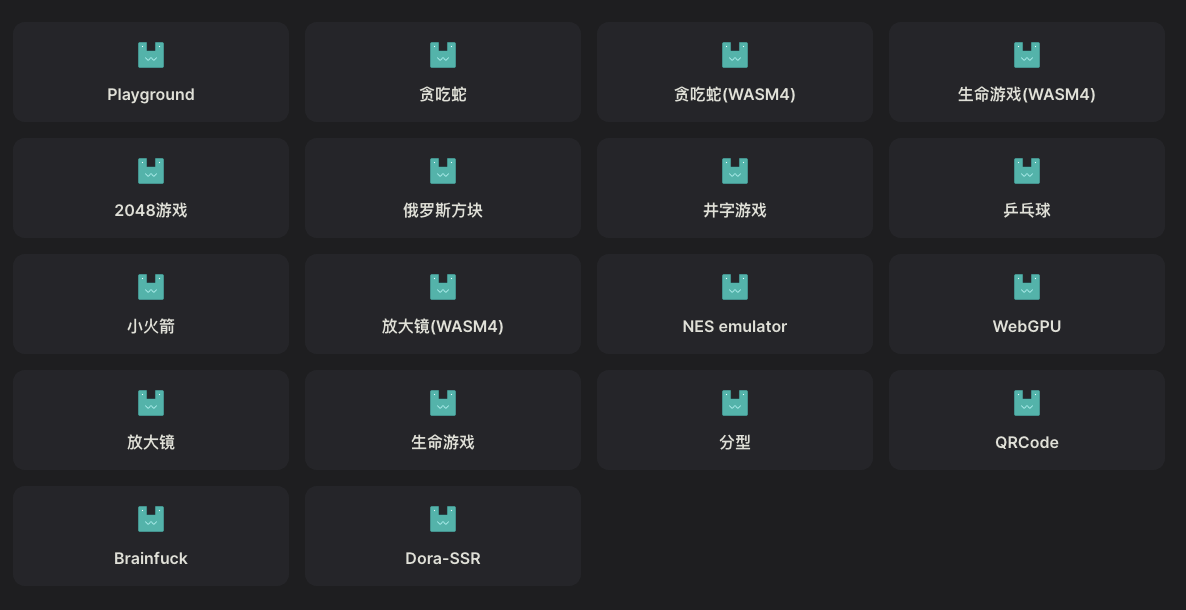 Playground
贪吃蛇
贪吃蛇(WASM4)
生命游戏(WASM4)
2048游戏
俄罗斯方块
井字游戏
乒乓球
小火箭
放大镜(WASM4)
NES emulator
WebGPU
放大镜
生命游戏
分型
QRCode
Brainfuck
Dora-SSR